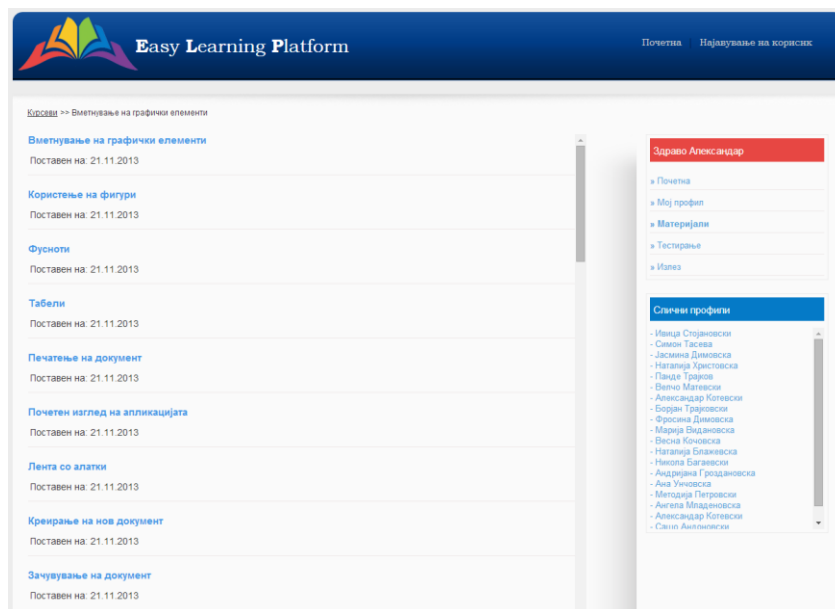 Easy Learning Platform
Почетна
Најавување на корисик
Курсеви >> Вметнување на графички елементи
Вметнување на графички елементи
Поставен на: 21.11.2013
Користење на фигури
Поставен на: 21.11.2013
Фусноти
Поставен на: 21.11.2013
Табели
Поставен на: 21.11.2013
Печатење на документ
Поставен на: 21.11.2013
Почетен изглед на апликацијата
Поставен на: 21.11.2013
Лента со алатки
Поставен на: 21.11.2013
Креирање на нов документ
Поставен на: 21.11.2013
Зачувување на документ
Поставен на: 21.11.2013
Здраво Александар
» Почетна
» Мој профил
» Материјали
» Тестирање
» Излез
Слични профили
- Ивица Стојановски
- Симон Тасева
- Јасмина Димовска
- Наталија Христовска
- Панде Трајков
- Велчо Матевски
- Александар Котевски
- Борјан Трајковски
- Фросина Димовска
- Марија Видановска
- Весна Кочовска
- Наталија Блажевска
- Никола Багаевски
- Андријана Гроздановска
- Ана Унчовска
- Методија Петровски
- Ангела Младеновска
- Александар Котевски
- Сашо Андоновски